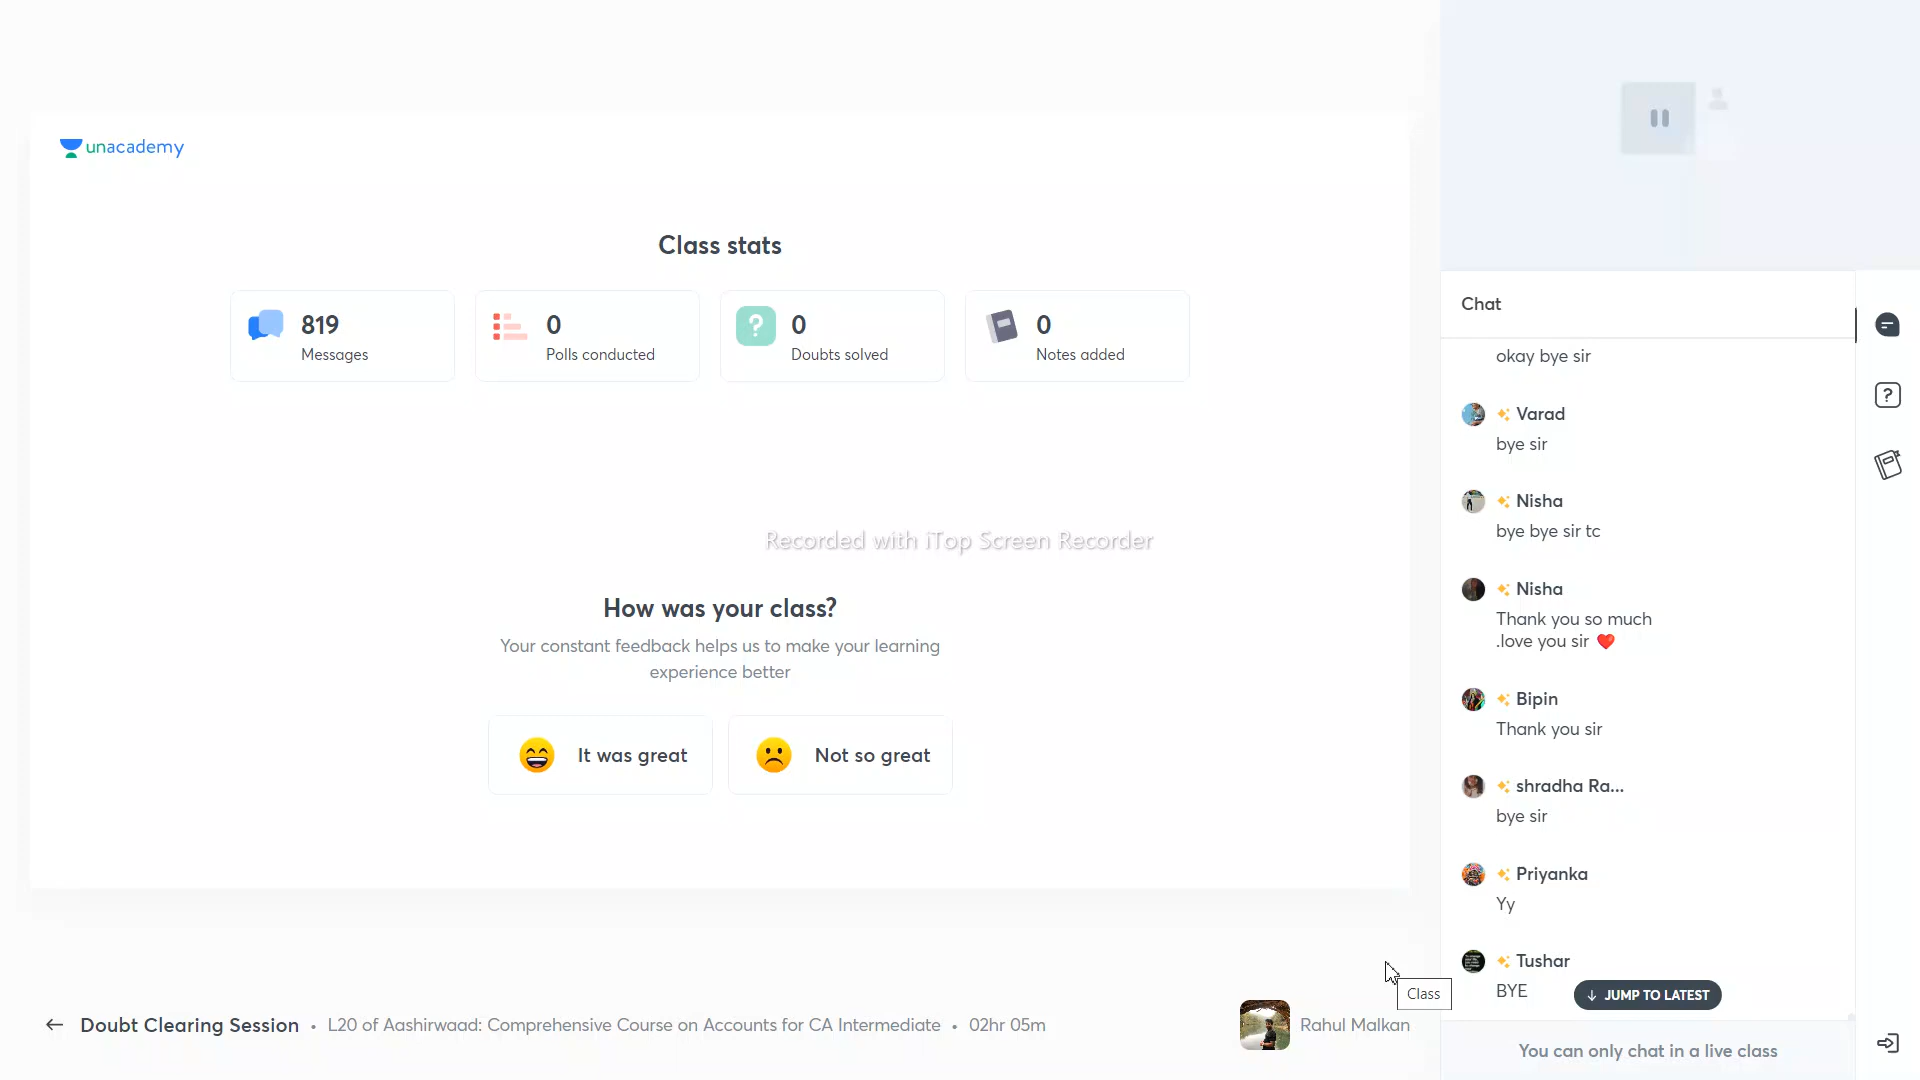 unacademy
Class stats
819
Messages
0
Polls conducted
?
0
Doubts solved
0
Notes added
Recorded with iTop Screen Recorder
How was your class?
Your constant feedback helps us to make your learning
experience better
It was great
Not so great
← Doubt Clearing Session • L20 of Aashirwaad: Comprehensive Course on Accounts for CA Intermediate • 02hr 05m
Rahul Malkan
Class
Chat
okay bye sir
Varad
bye sir
Nisha
bye bye sir tc
Nisha
Thank you so much
.love you sir ❤️
Bipin
Thank you sir
shradha Ra...
bye sir
Priyanka
Yy
Tushar
BYE
↓ JUMP TO LATEST
You can only chat in a live class
?